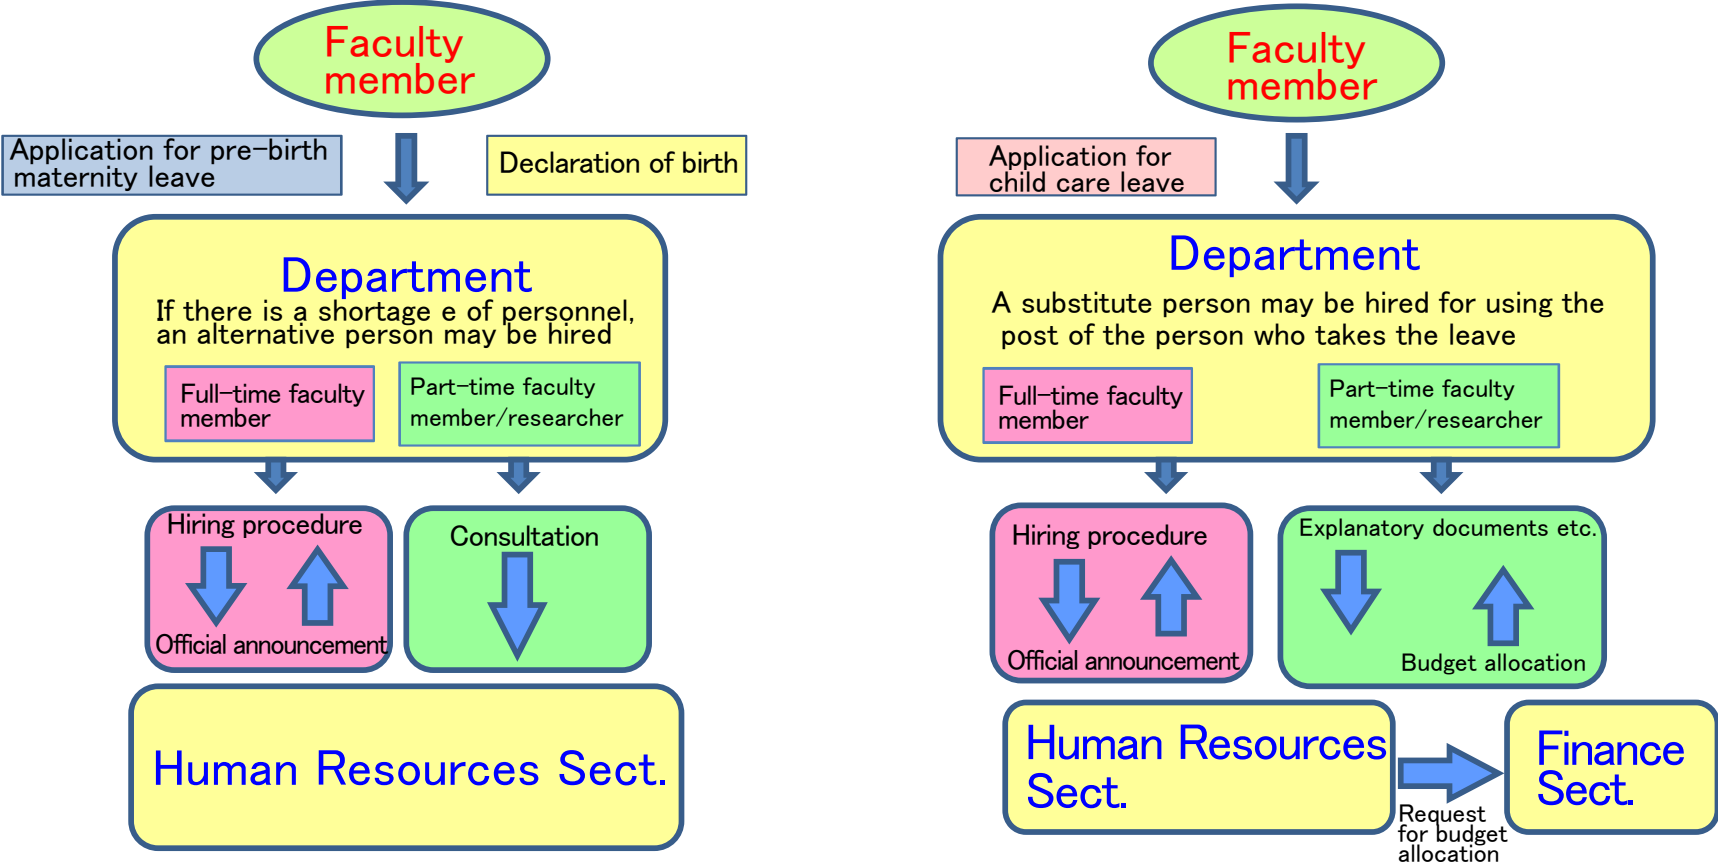 Faculty
member
Application for pre-birth
maternity leave
Declaration of birth
Department
If there is a shortage e of personnel,
an alternative person may be hired
Full-time faculty
member
Part-time faculty
member/researcher
Hiring procedure
Official announcement
Consultation
Human Resources Sect.
Faculty
member
Application for
child care leave
Department
A substitute person may be hired for using the
post of the person who takes the leave
Full-time faculty
member
Part-time faculty
member/researcher
Hiring procedure
Official announcement
Explanatory documents etc.
Budget allocation
Human Resources
Sect.
Request
for budget
allocation
Finance
Sect.